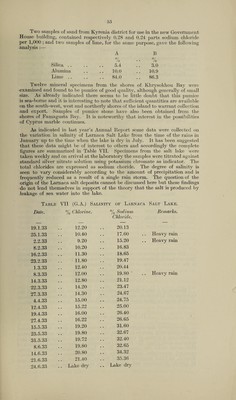 53
Two samples of sand from Kyrenia district for use in the new Government
House building, contained respectively 0.28 and 0.24 parts sodium chloride
per 1,000; and two samples of lime, for the same purpose, give the following
analysis :—
A B
% %
Silica .. .. .. .. 5.4 5.0
Alumina .. .. .. 10.0 10.9
Lime .. .. .. .. 84.0 86.3
Twelve mineral specimens from the shores of Khrysokhou Bay were
examined and found to be pumice of good quality, although generally of small
size. As already indicated there seems to be little doubt that this pumice
is sea-borne and it is interesting to note that sufficient quantities are available
on the north-west, west and southerly shores of the island to warrant collection
and export. Samples of pumice have also been obtained from the
shores of Famagusta Bay. It is noteworthy that interest in the possibilities
of Cyprus marble continues.
As indicated in last year's Annual Report some data were collected on
the variation in salinity of Larnaca Salt Lake from the time of the rains in
January up to the time when the lake is dry in July. It has been suggested
that these data might be of interest to others and accordingly the complete
figures are summarised in Table VII. Specimens from the salt lake were
taken weekly and on arrival at the laboratory the samples were titrated against
standard silver nitrate solution using potassium chromate as indicator. The
total chlorides are expressed as sodium chloride. The degree of salinity is
seen to vary considerably according to the amount of precipitation and is
frequently reduced as a result of a single rain storm. The question of the
origin of the Larnaca salt deposits cannot be discussed here but these findings
do not lend themselves in support of the theory that the salt is produced by
leakage of sea water into the lake.
Table VII (G.A.) Salinity of Larnaca Salt Lake.
Date. % Chlorine. % Sodium Remarks.
Chloride.
— — — —
18.1.33 .. 12.20 .. 20.13
25.1.33 .. 10.60 .. 17.60 .. Heavy rain
2.2.33 .. 9.20 .. 15.20 .. Heavy rain
8.2.33 .. 10.20 .. 16.83
16.2.33 .. 11.30 .. 18.65
23.2.33 .. 11.80 .. 19.47
1.3.33 .. 12.40 .. 20.44
8.3.33 .. 12.00 .. 19.80 .. Heavy rain
14.3.33 .. 12.80 .. 21.12
22.3.33 .. 14.20 .. 23.47
27.3.33 .. 14.50 .. 24.07
4.4.33 .. 15.00 .. 24.75
12.4.33 .. 15.22 .. 25.00
19.4.33 .. 16.00 .. 26.40
27.4.33 .. 16.21 .. 26.65
15.5.33 .. 19.20 .. 31.60
23.5.33 .. 19.80 .. 32.67
31.5.33 .. 19.72 .. 32.40
8.6.33 .. 19.80 .. 32.65
14.6.33 .. 20.80 .. 34.32
21.6.33 .. 21.40 .. 35.36
24.6.33 .. Lake dry .. Lake dry